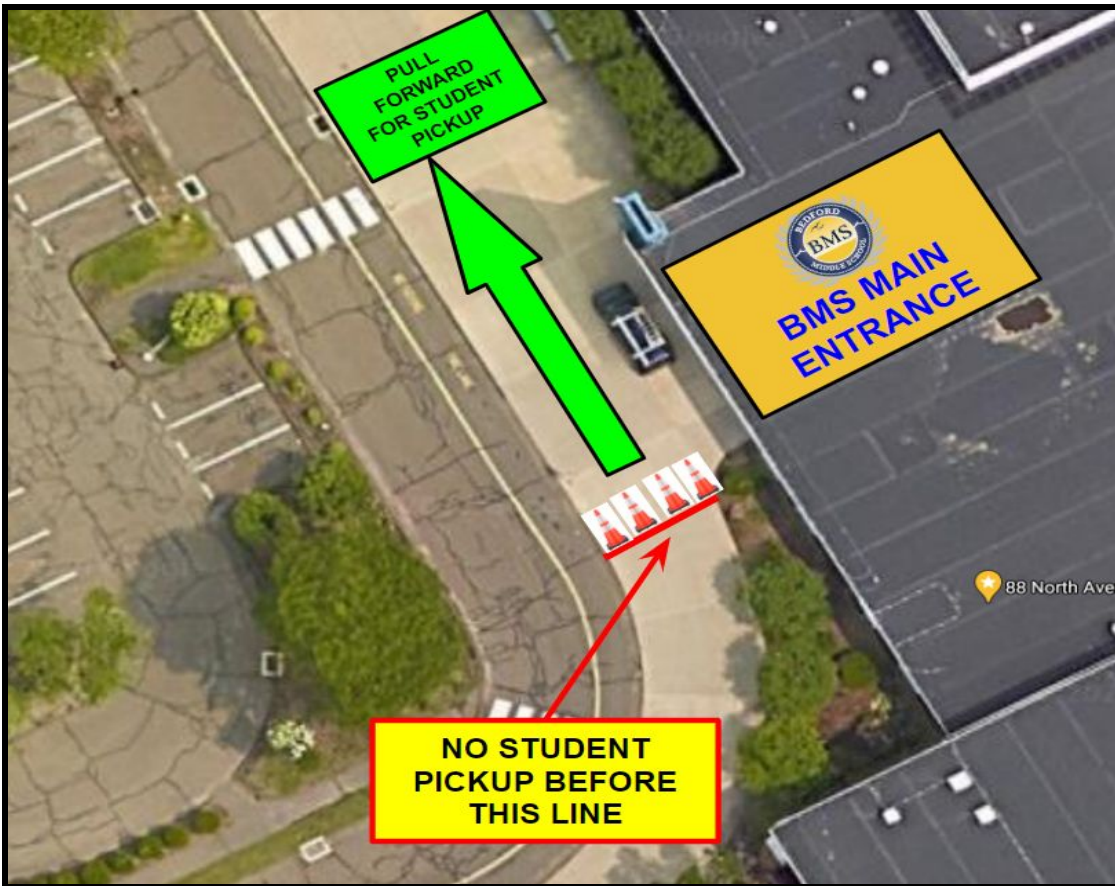 PULL
FORWARD
FOR STUDENT
PICKUP
BEDFORD
BMS
MIDDLE SCHOOL
BMS MAIN
ENTRANCE
88 North Ave
NO STUDENT
PICKUP BEFORE
THIS LINE